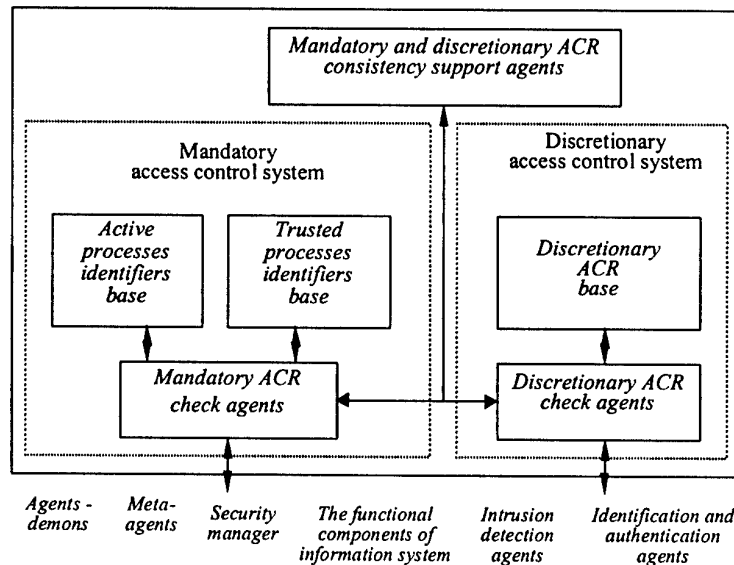 Mandatory and discretionary ACR
consistency support agents
Mandatory
access control system
Discretionary
access control system
Active
processes
identifiers
base
Trusted
processes
identifiers
base
Discretionary
ACR
base
Mandatory ACR
check agents
Discretionary ACR
check agents
Agents -
demons
Meta-
agents
Security
manager
The functional
components of
information system
Intrusion
detection
agents
Identification and
authentication
agents